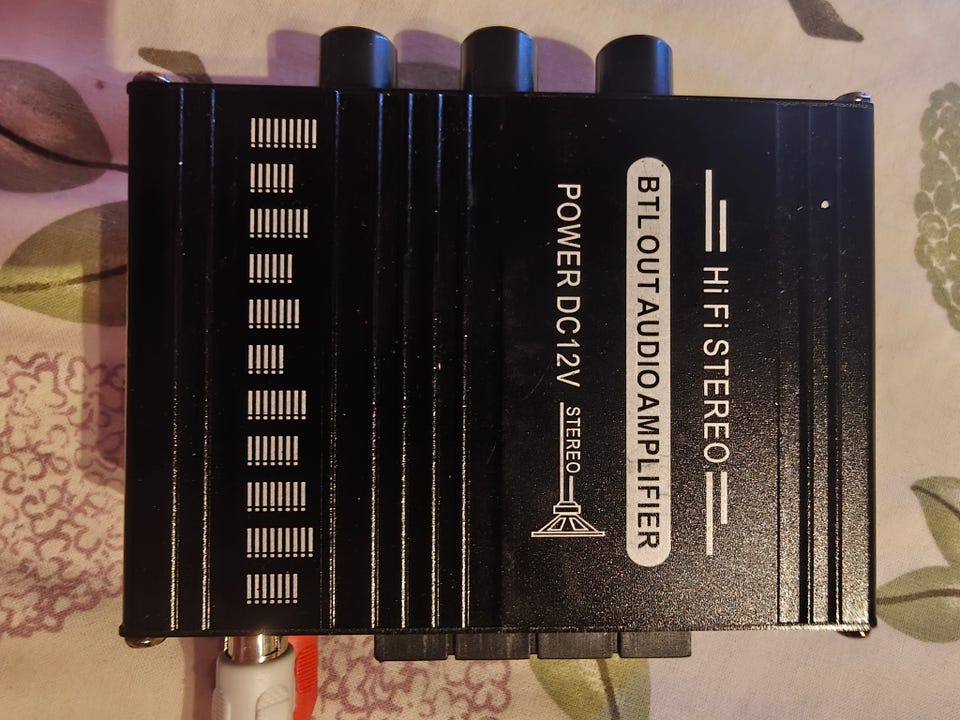 Hi Fi STEREO
BTL OUT AUDIO AMPLIFIER
POWER DC12V
STEREO